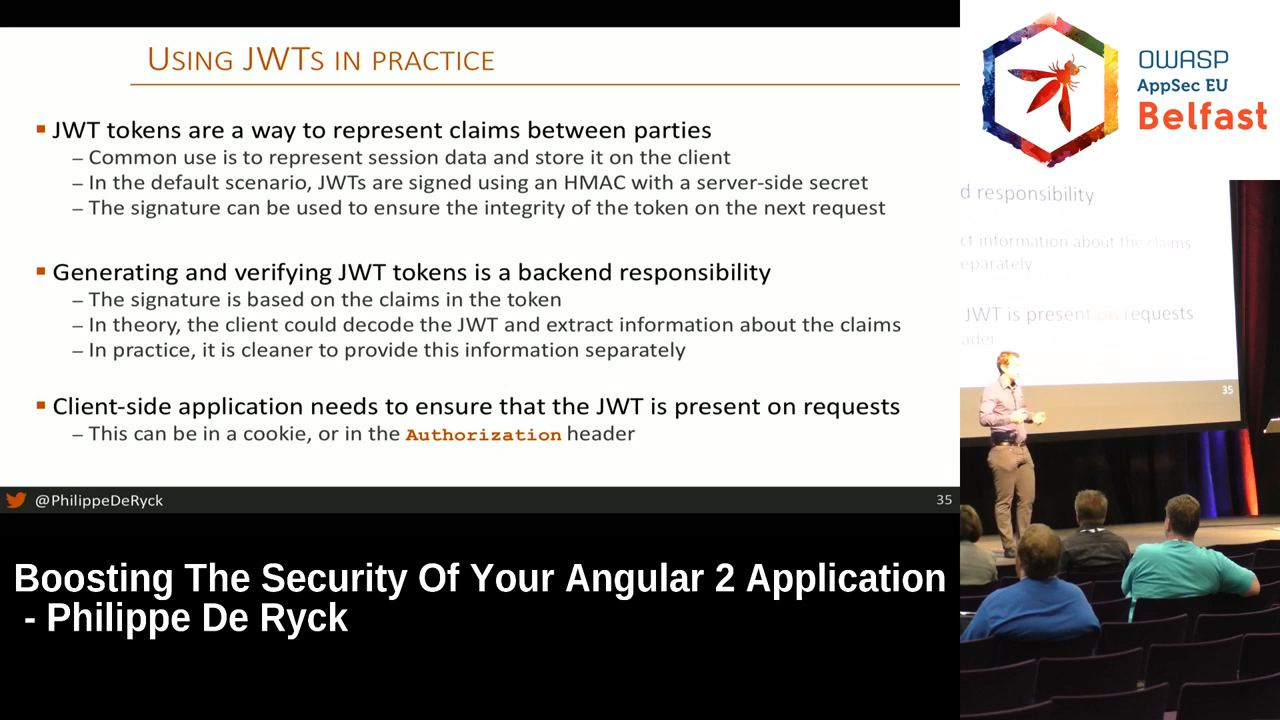 USING JWTS IN PRACTICE
▪ JWT tokens are a way to represent claims between parties
– Common use is to represent session data and store it on the client
– In the default scenario, JWTs are signed using an HMAC with a server-side secret
– The signature can be used to ensure the integrity of the token on the next request
▪ Generating and verifying JWT tokens is a backend responsibility
– The signature is based on the claims in the token
– In theory, the client could decode the JWT and extract information about the claims
– In practice, it is cleaner to provide this information separately
▪ Client-side application needs to ensure that the JWT is present on requests
– This can be in a cookie, or in the Authorization header
@PhilippeDeRyck
35
Boosting The Security Of Your Angular 2 Application
- Philippe De Ryck
OWASP
AppSec EU
Belfast
d responsibility
ct information about the claims
eparately
JWT is present on requests
ader
35